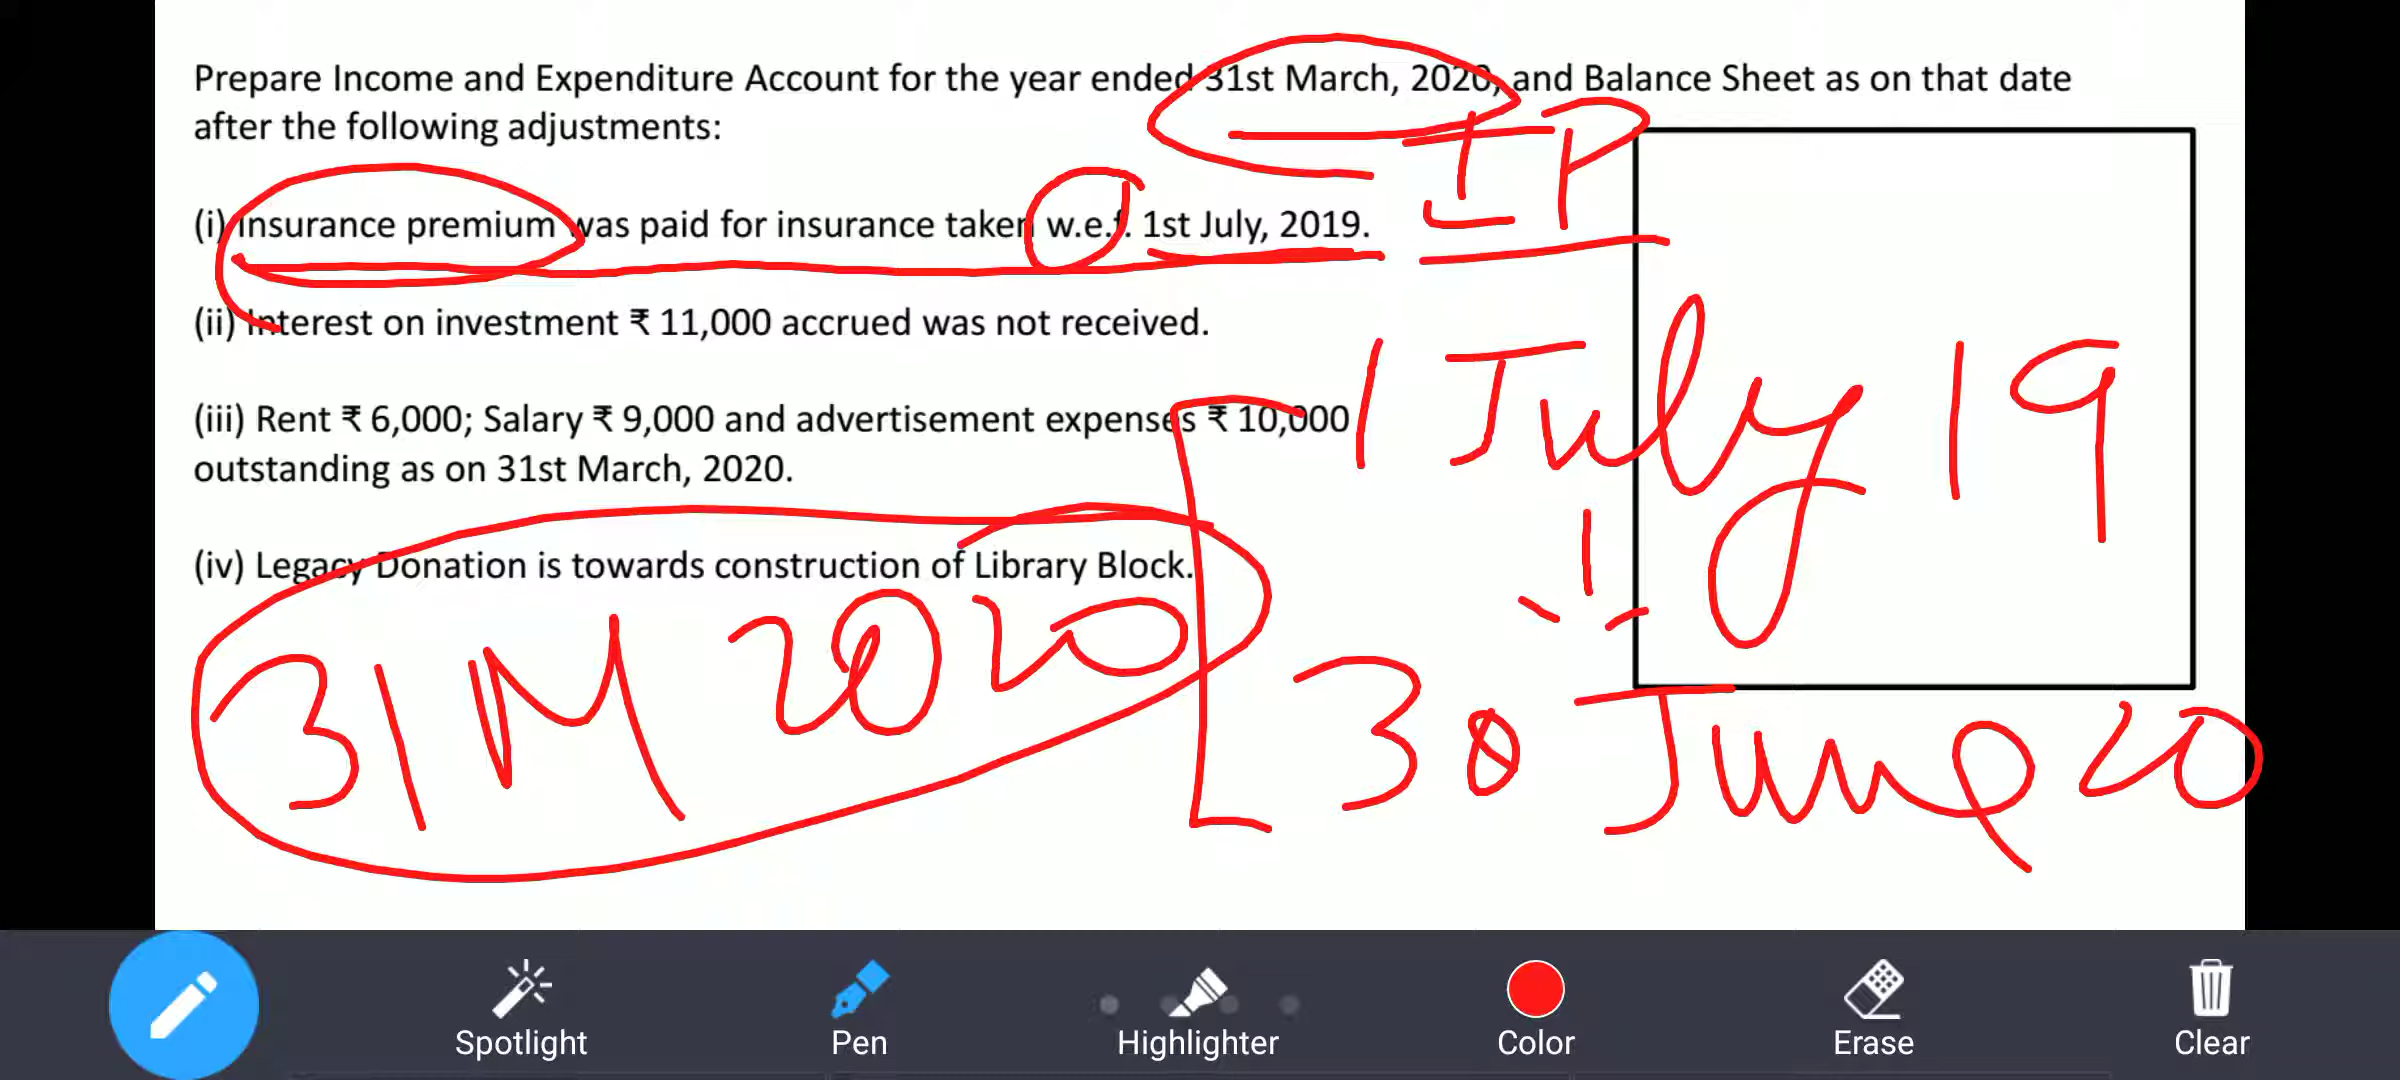 Prepare Income and Expenditure Account for the year ended 31st March, 2020, and Balance Sheet as on that date
after the following adjustments:
IP
(i) Insurance premium was paid for insurance taken w.e.f. 1st July, 2019.
(ii) Interest on investment ₹ 11,000 accrued was not received.
1 July 19
(iii) Rent ₹ 6,000; Salary ₹ 9,000 and advertisement expenses ₹ 10,000
outstanding as on 31st March, 2020.
(iv) Legacy Donation is towards construction of Library Block.
31 M 2020
30 June 20
Spotlight
Pen
Highlighter
Color
Erase
Clear